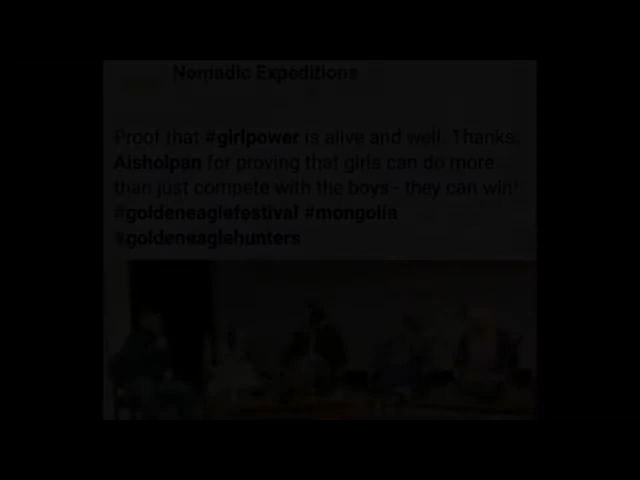 Nomadic Expeditions
Proof that #girlpower is alive and well. Thanks,
Aisholpan for proving that girls can do more
than just compete with the boys - they can win!
#goldeneaglefestival #mongolia
#goldeneaglehunters